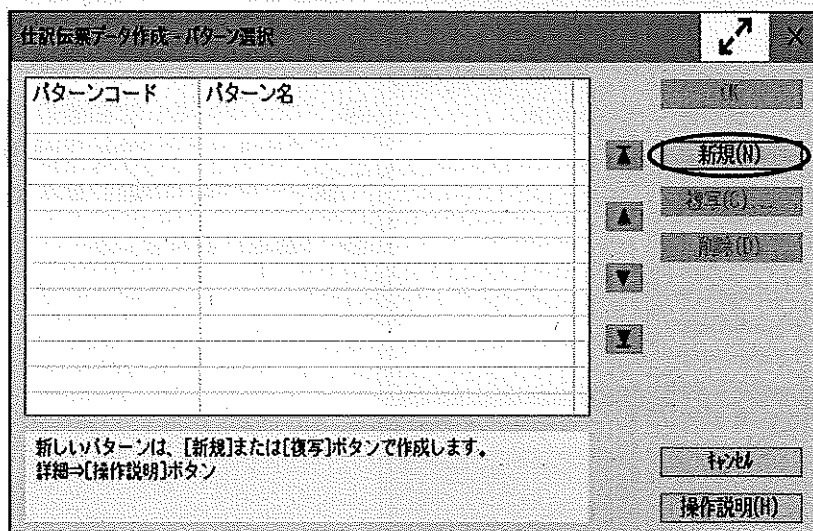 仕訳伝票データ作成 - パターン選択
パターンコード パターン名
OK
新規(N)
複写(C)...
削除(D)...
新しいパターンは、[新規]または[複写]ボタンで作成します。
詳細⇒[操作説明]ボタン
ｷｬﾝｾﾙ
操作説明(H)